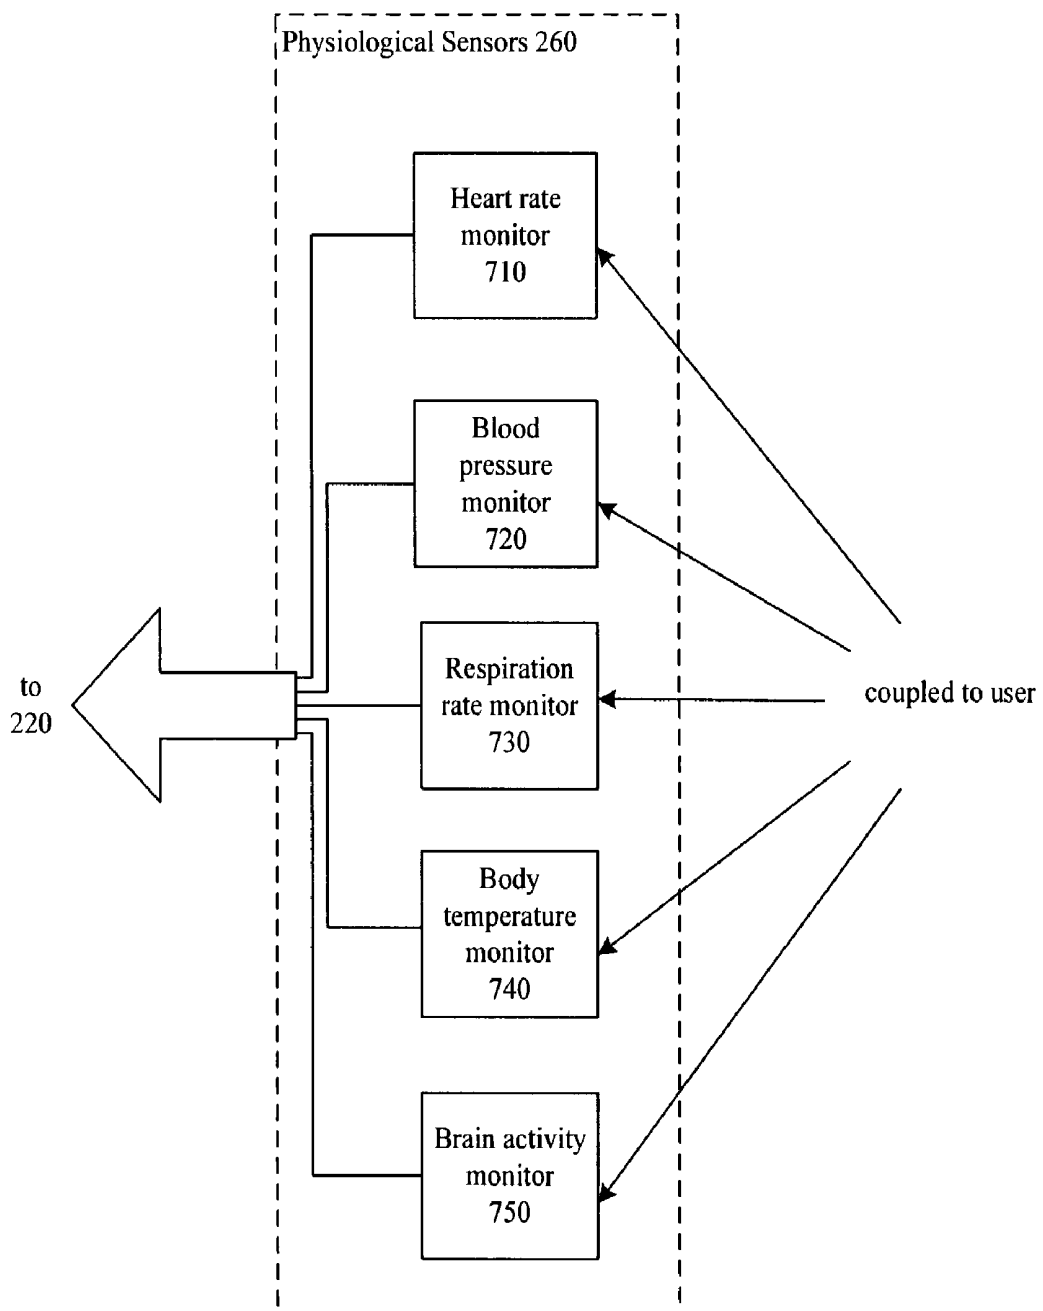 Physiological Sensors 260
Heart rate
monitor
710
Blood
pressure
monitor
720
Respiration
rate monitor
730
to
220
coupled to user
Body
temperature
monitor
740
Brain activity
monitor
750